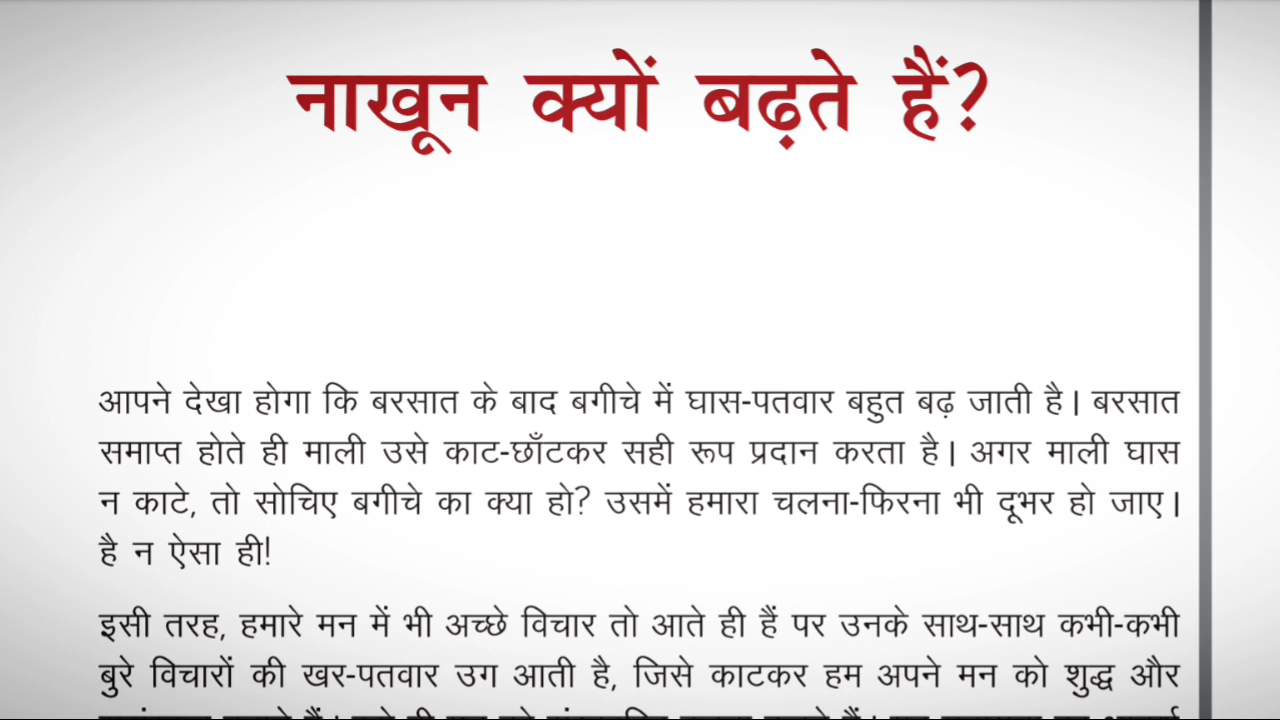 नाखून क्यों बढ़ते हैं?
आपने देखा होगा कि बरसात के बाद बगीचे में घास-पतवार बहुत बढ़ जाती है। बरसात
समाप्त होते ही माली उसे काट-छाँटकर सही रूप प्रदान करता है। अगर माली घास
न काटे, तो सोचिए बगीचे का क्या हो? उसमें हमारा चलना-फिरना भी दूभर हो जाए।
है न ऐसा ही!
इसी तरह, हमारे मन में भी अच्छे विचार तो आते ही हैं पर उनके साथ-साथ कभी-कभी
बुरे विचारों की खर-पतवार उग आती है, जिसे काटकर हम अपने मन को शुद्ध और